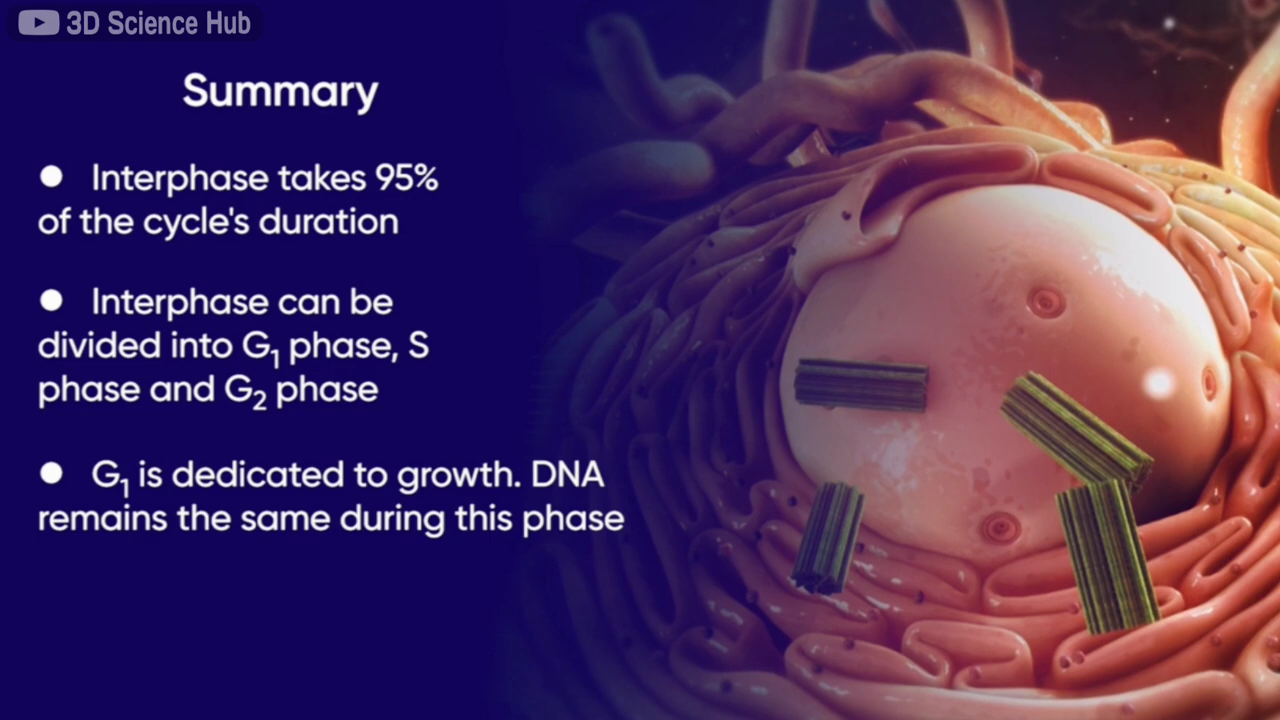 3D Science Hub
Summary
● Interphase takes 95%
of the cycle's duration
● Interphase can be
divided into G₁ phase, S
phase and G₂ phase
● G₁ is dedicated to growth. DNA
remains the same during this phase